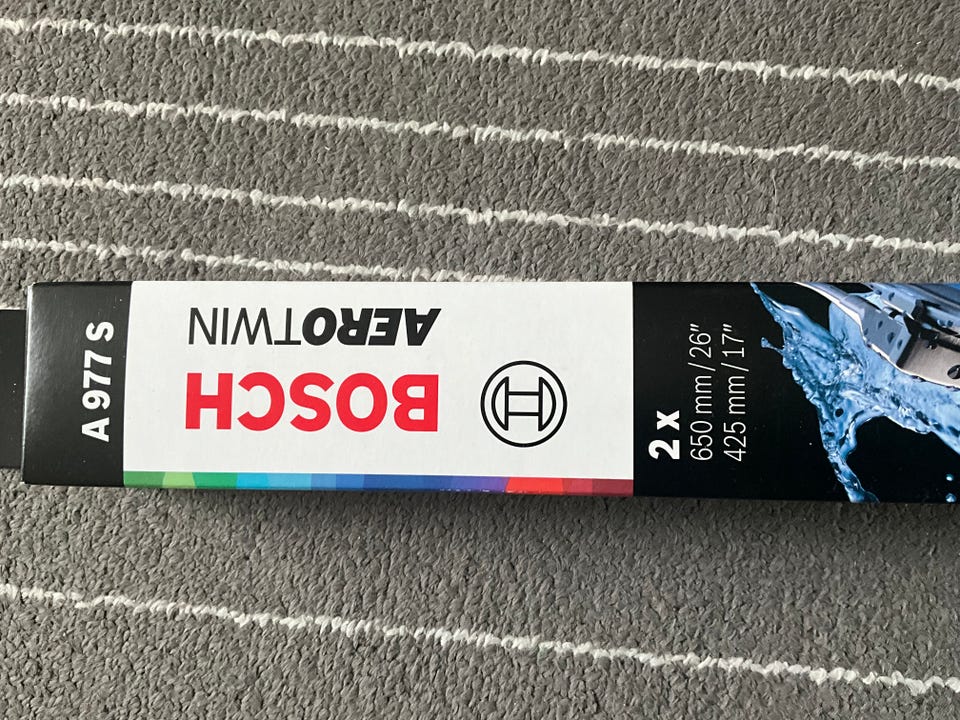 BOSCH
AEROTWIN
A 977 S
2 x
650 mm / 26"
425 mm / 17"